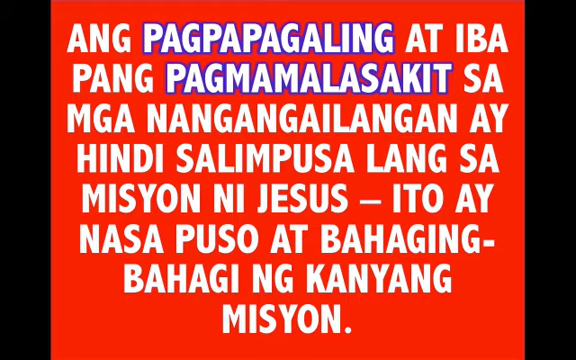 ANG PAGPAPAGALING AT IBA
PANG PAGMAMALASAKIT SA
MGA NANGANGAILANGAN AY
HINDI SALIMPUSA LANG SA
MISYON NI JESUS – ITO AY
NASA PUSO AT BAHAGING-
BAHAGI NG KANYANG
MISYON.